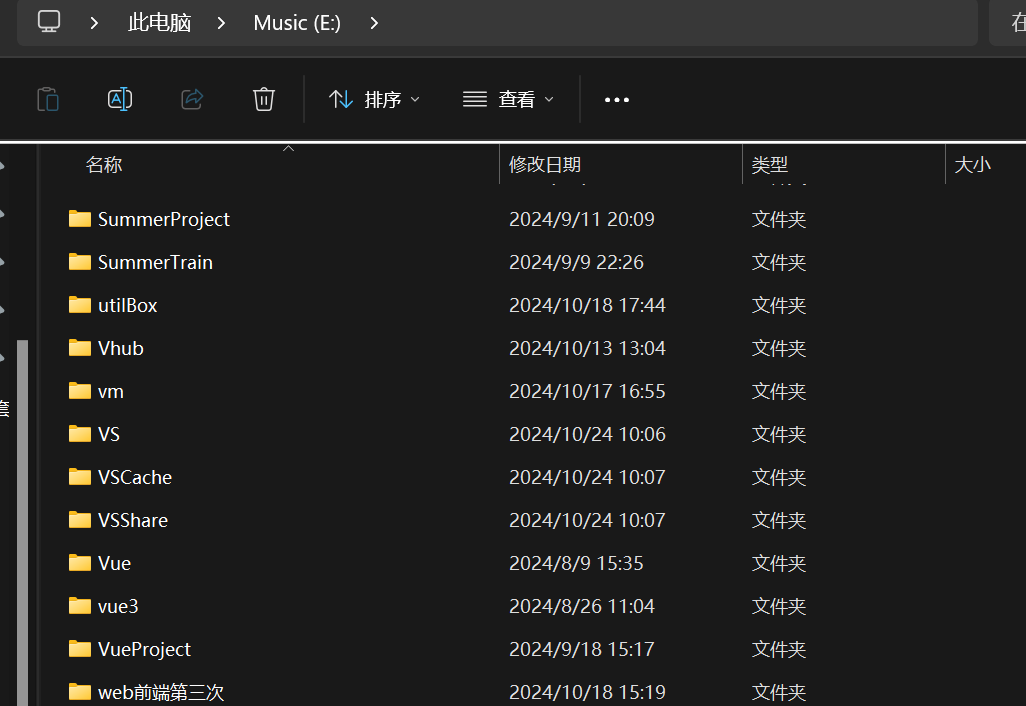 此电脑 Music (E:) 在
排序 查看
名称 修改日期 类型 大小
SummerProject 2024/9/11 20:09 文件夹
SummerTrain 2024/9/9 22:26 文件夹
utilBox 2024/10/18 17:44 文件夹
Vhub 2024/10/13 13:04 文件夹
vm 2024/10/17 16:55 文件夹
VS 2024/10/24 10:06 文件夹
VSCache 2024/10/24 10:07 文件夹
VSShare 2024/10/24 10:07 文件夹
Vue 2024/8/9 15:35 文件夹
vue3 2024/8/26 11:04 文件夹
VueProject 2024/9/18 15:17 文件夹
web前端第三次 2024/10/18 15:19 文件夹